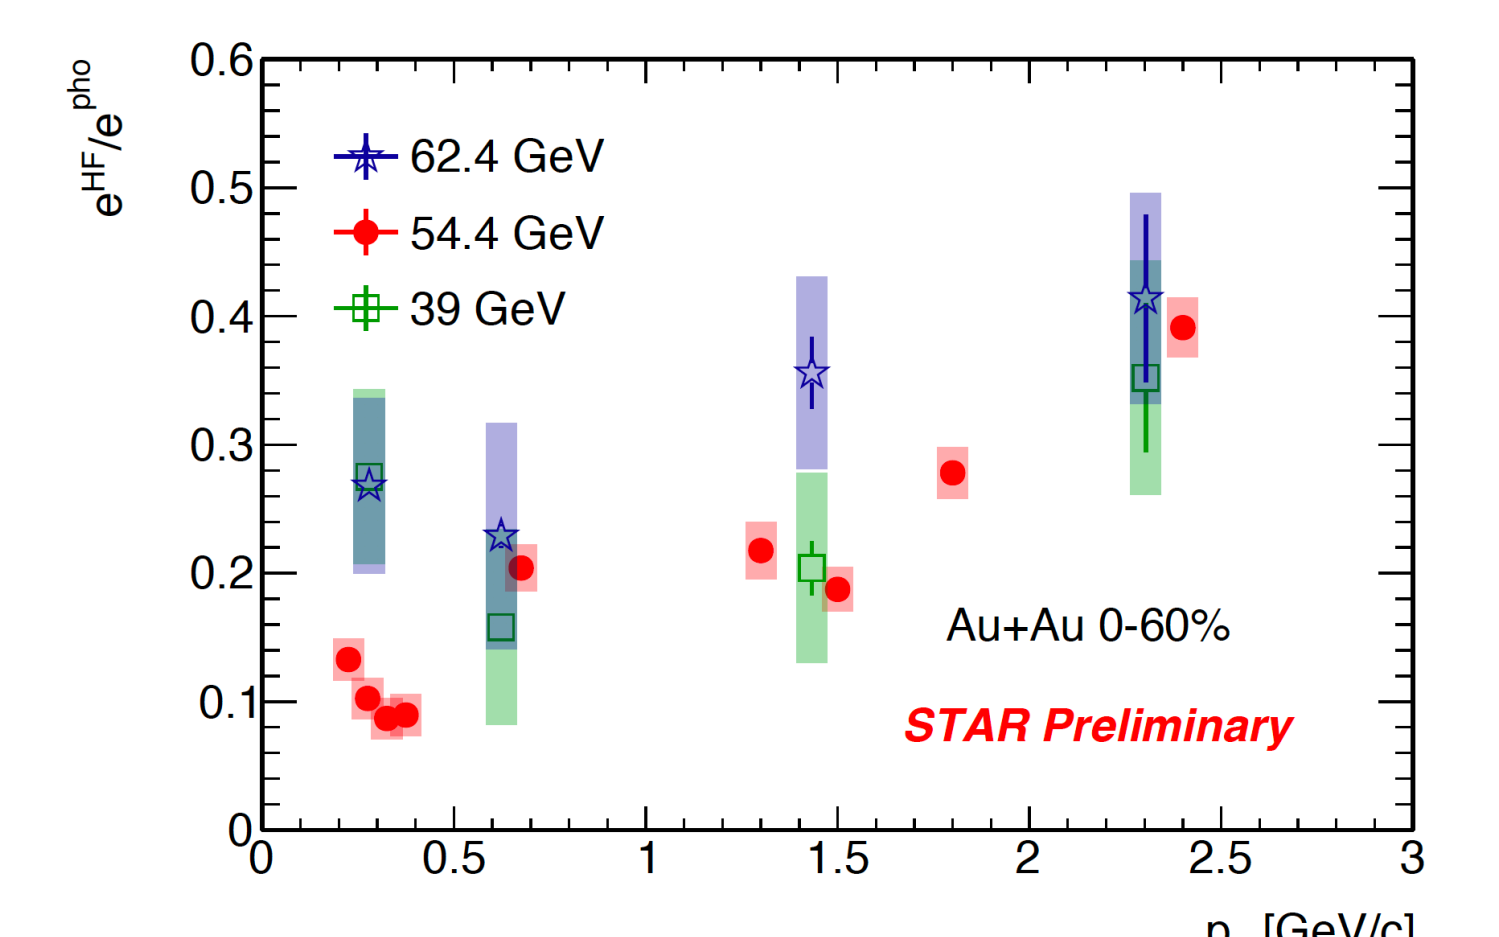 0.6
0.5
0.4
0.3
0.2
0.1
0
e^HF/e^pho
62.4 GeV
54.4 GeV
39 GeV
Au+Au 0-60%
STAR Preliminary
0 0.5 1 1.5 2 2.5 3
p [GeV/c]